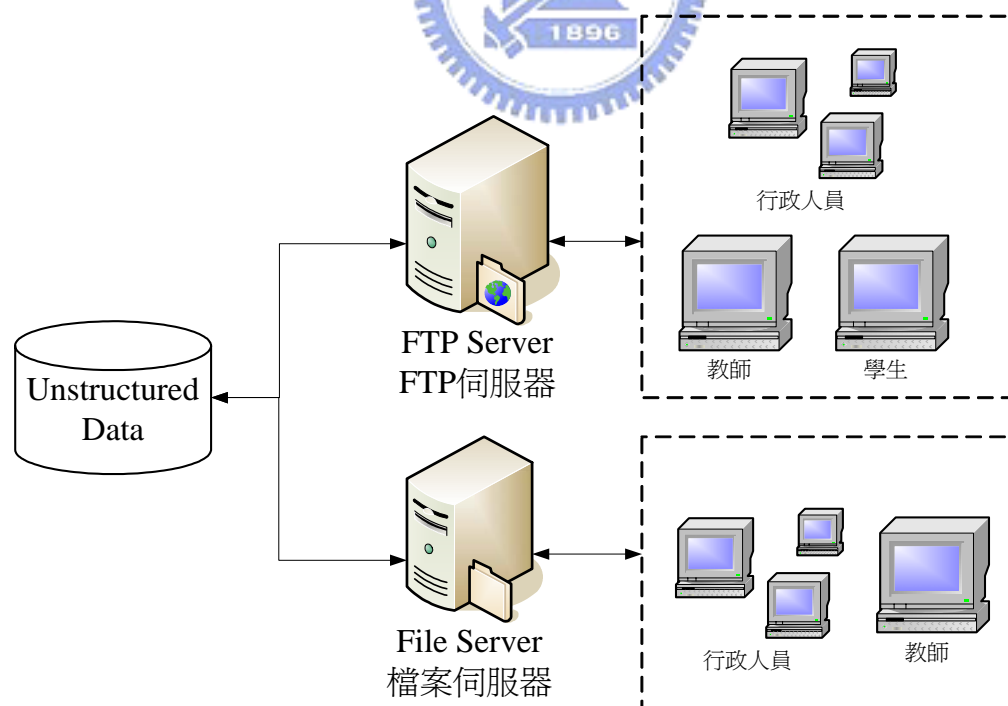 1896
行政人員
教師
學生
FTP Server
FTP伺服器
Unstructured
Data
File Server
檔案伺服器
行政人員
教師